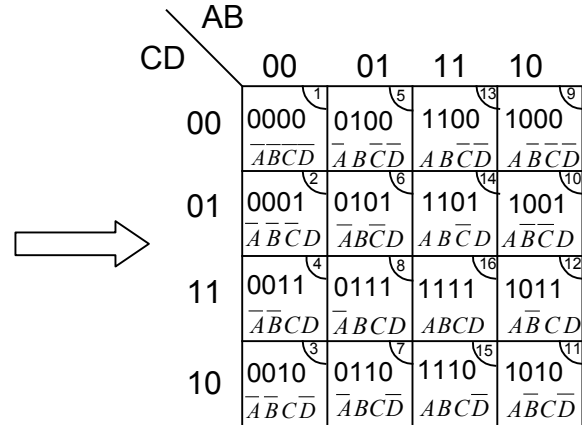 AB
CD 00 01 11 10
1 5 13 9
00 0000 0100 1100 1000
A̅B̅C̅D̅ A̅BC̅D̅ ABC̅D̅ AB̅C̅D̅
2 6 14 10
01 0001 0101 1101 1001
A̅B̅C̅D A̅BC̅D ABC̅D AB̅C̅D
4 8 16 12
11 0011 0111 1111 1011
A̅B̅CD A̅BCD ABCD AB̅CD
3 7 15 11
10 0010 0110 1110 1010
A̅B̅CD̅ A̅BCD̅ ABCD̅ AB̅CD̅